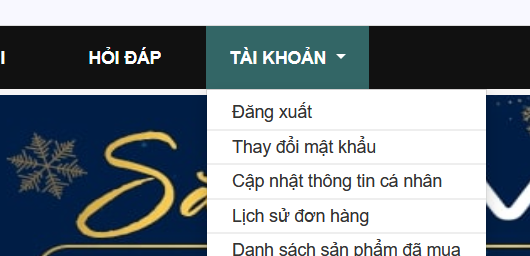 HỎI ĐÁP
TÀI KHOẢN
Đăng xuất
Thay đổi mật khẩu
Cập nhật thông tin cá nhân
Lịch sử đơn hàng
Danh sách sản phẩm đã mua